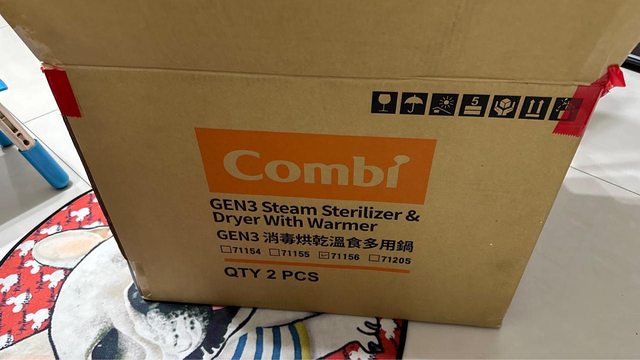 5
Combi
GEN3 Steam Sterilizer &
Dryer With Warmer
GEN3 消毒烘乾溫食多用鍋
71154 71155 71156 71205
QTY 2 PCS